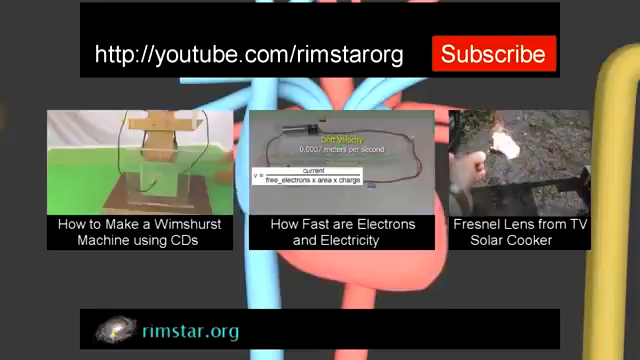 http://youtube.com/rimstarorg
Subscribe
Drift Velocity
0.0007 meters per second
v = current
free_electrons x area x charge
How to Make a Wimshurst
Machine using CDs
How Fast are Electrons
and Electricity
Fresnel Lens from TV
Solar Cooker
rimstar.org